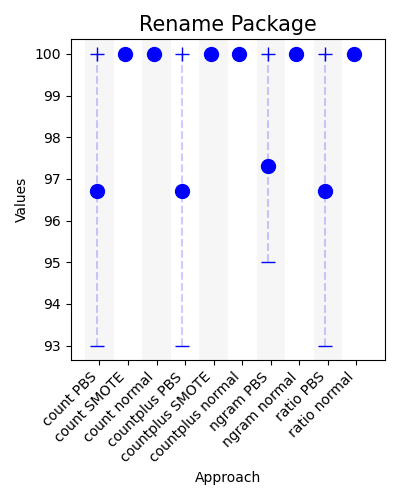 Rename Package
100
99
98
97
96
95
94
93
Values
count PBS
count SMOTE
count normal
countplus PBS
countplus SMOTE
countplus normal
ngram PBS
ngram normal
ratio PBS
ratio normal
Approach